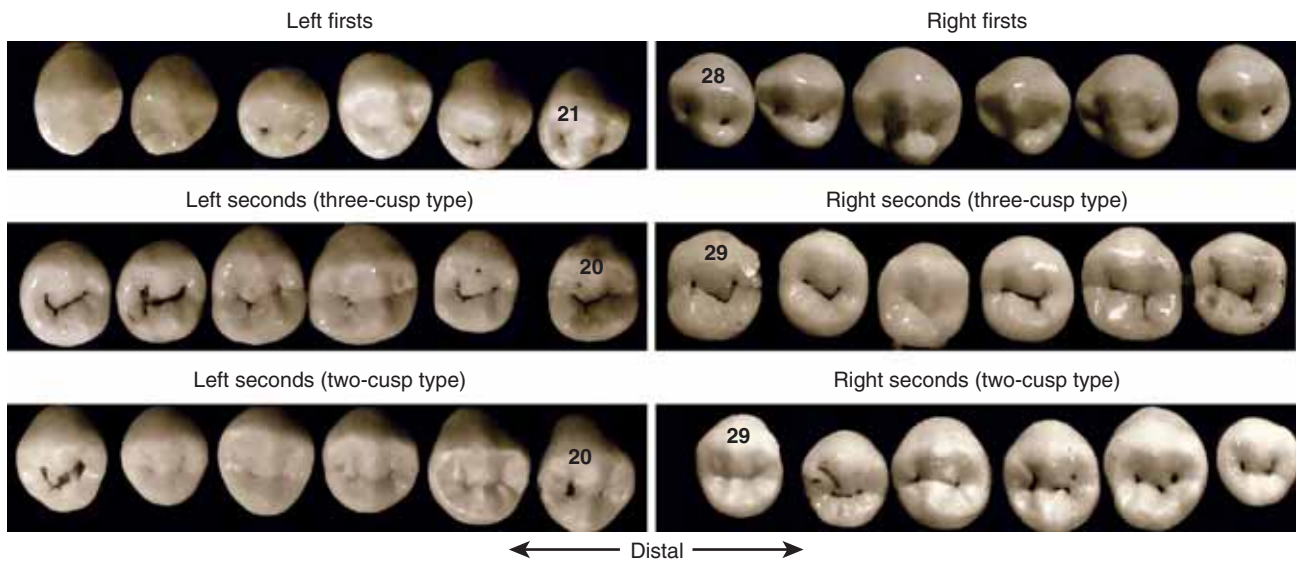 Left firsts
Right firsts
21
28
Left seconds (three-cusp type)
Right seconds (three-cusp type)
20
29
Left seconds (two-cusp type)
Right seconds (two-cusp type)
20
29
Distal